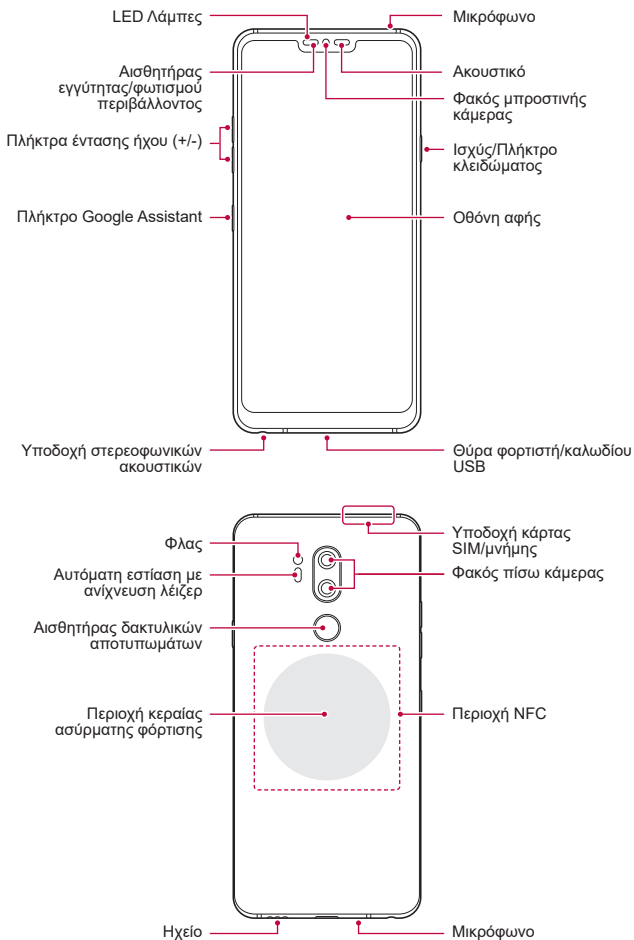 LED Λάμπες
Μικρόφωνο
Αισθητήρας
εγγύτητας/φωτισμού
περιβάλλοντος
Ακουστικό
Φακός μπροστινής
κάμερας
Πλήκτρα έντασης ήχου (+/-)
Ισχύς/Πλήκτρο
κλειδώματος
Πλήκτρο Google Assistant
Οθόνη αφής
Υποδοχή στερεοφωνικών
ακουστικών
Θύρα φορτιστή/καλωδίου
USB
Υποδοχή κάρτας
SIM/μνήμης
Φλας
Φακός πίσω κάμερας
Αυτόματη εστίαση με
ανίχνευση λέιζερ
Αισθητήρας δακτυλικών
αποτυπωμάτων
Περιοχή κεραίας
ασύρματης φόρτισης
Περιοχή NFC
Ηχείο
Μικρόφωνο